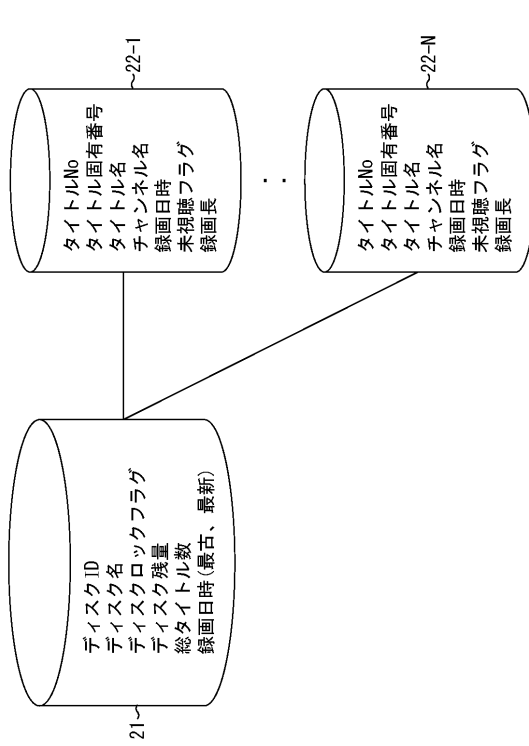 21
ディスクID
ディスク名
ディスクロックフラグ
ディスク残量
総タイトル数
録画日時(最古、最新)
タイトルNo
タイトル固有番号
タイトル名
チャンネル名
録画日時
未視聴フラグ
録画長
22-1
タイトルNo
タイトル固有番号
タイトル名
チャンネル名
録画日時
未視聴フラグ
録画長
22-N